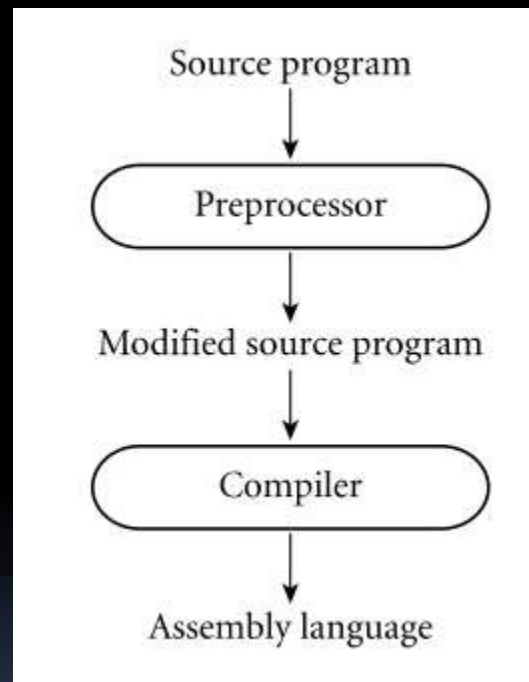 Source program
Preprocessor
Modified source program
Compiler
Assembly language